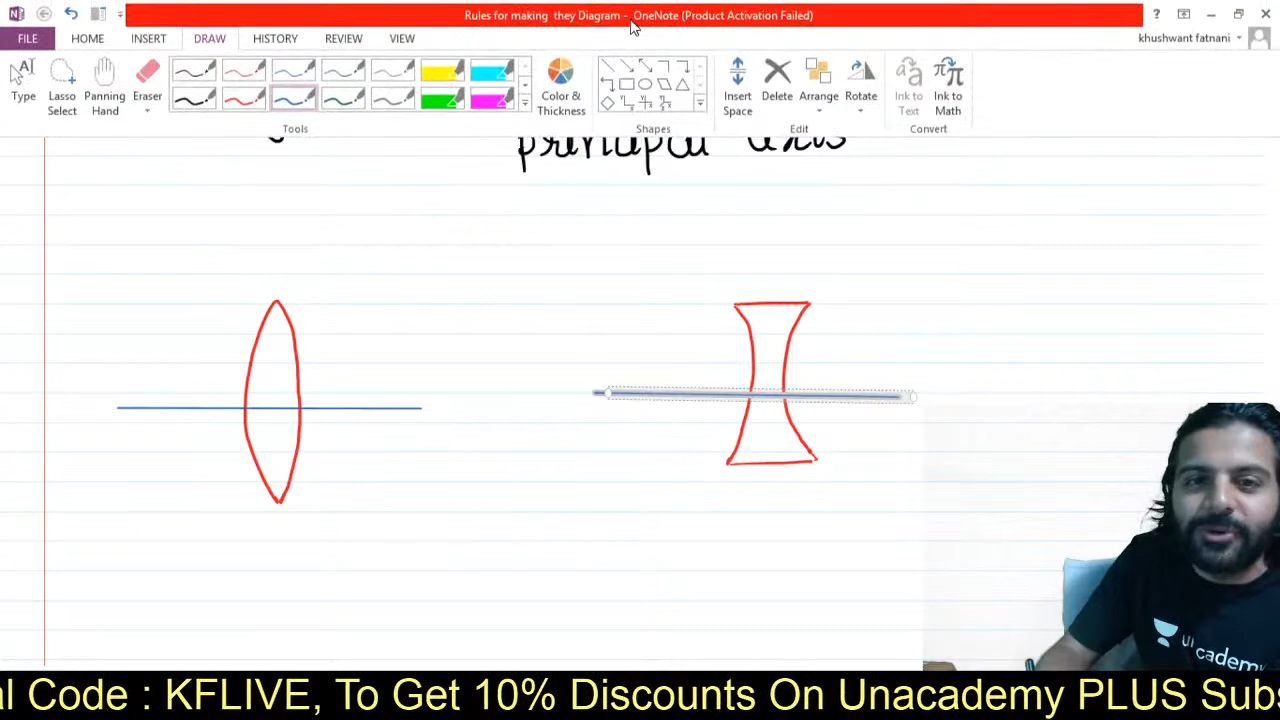 Rules for making they Diagram - OneNote (Product Activation Failed)
FILE HOME INSERT DRAW HISTORY REVIEW VIEW
khushwant fatnani
Type
Lasso Select
Panning Hand
Eraser
Color & Thickness
Insert Space
Delete
Arrange
Rotate
Ink to Text
Ink to Math
Tools
Shapes
Edit
Convert
principal axis
unacademy
al Code : KFLIVE, To Get 10% Discounts On Unacademy PLUS Subs